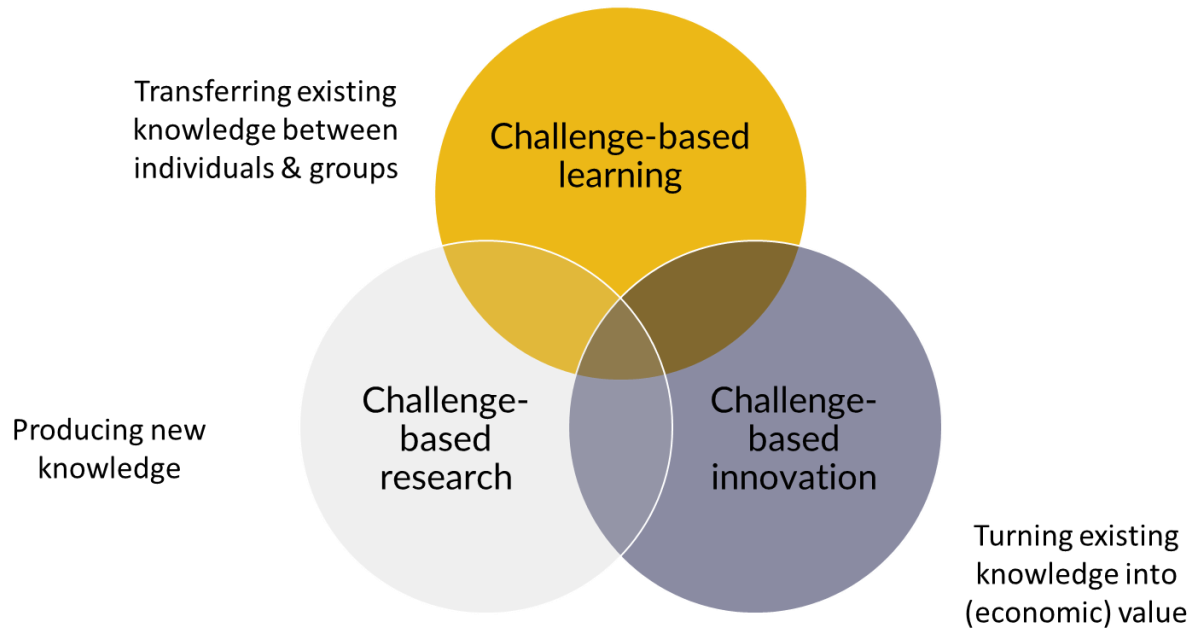 Transferring existing
knowledge between
individuals & groups
Challenge-based
learning
Producing new
knowledge
Challenge-
based
research
Challenge-
based
innovation
Turning existing
knowledge into
(economic) value